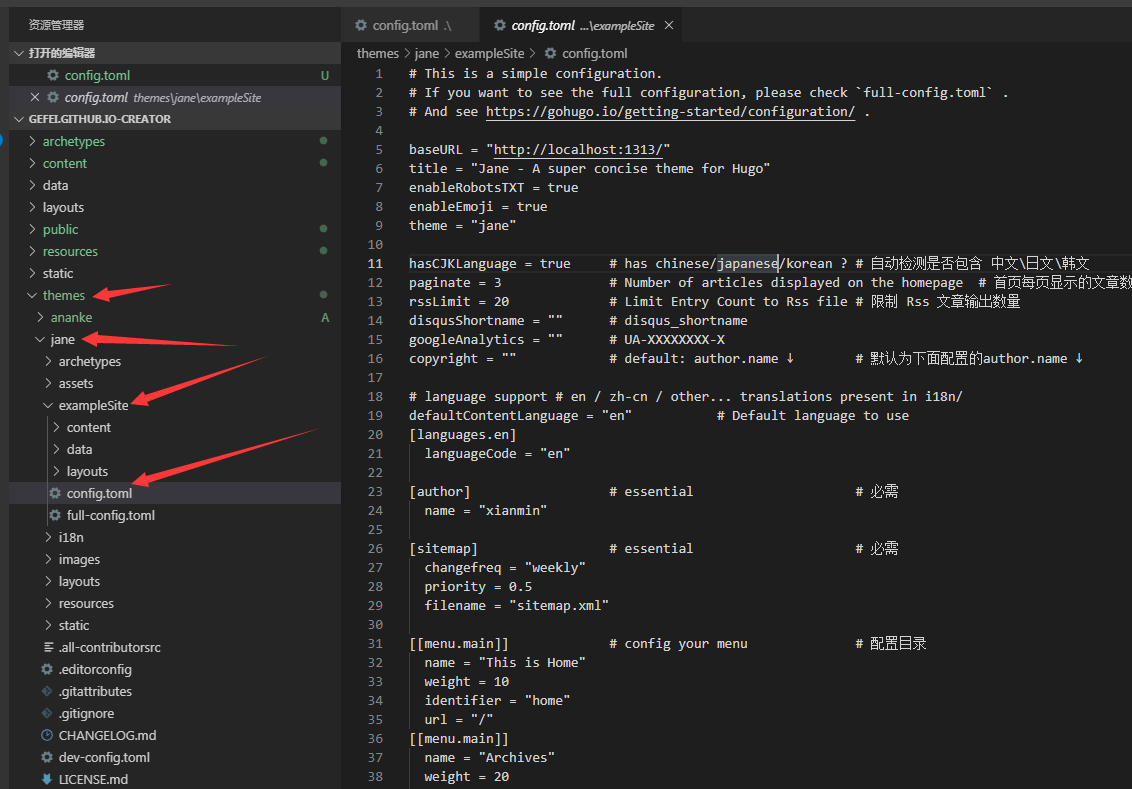 资源管理器
打开的编辑器
config.toml U
config.toml themes\jane\exampleSite
GEFEI.GITHUB.IO-CREATOR
archetypes
content
data
layouts
public
resources
static
themes
ananke A
jane
archetypes
assets
exampleSite
content
data
layouts
config.toml
full-config.toml
i18n
images
layouts
resources
static
.all-contributorsrc
.editorconfig
.gitattributes
.gitignore
CHANGELOG.md
dev-config.toml
LICENSE.md
config.toml .\
config.toml ...\exampleSite
themes > jane > exampleSite > config.toml
1 # This is a simple configuration.
2 # If you want to see the full configuration, please check `full-config.toml` .
3 # And see https://gohugo.io/getting-started/configuration/ .
4
5 baseURL = "http://localhost:1313/"
6 title = "Jane - A super concise theme for Hugo"
7 enableRobotsTXT = true
8 enableEmoji = true
9 theme = "jane"
10
11 hasCJKLanguage = true # has chinese/japanese/korean ? # 自动检测是否包含 中文\日文\韩文
12 paginate = 3 # Number of articles displayed on the homepage # 首页每页显示的文章数
13 rssLimit = 20 # Limit Entry Count to Rss file # 限制 Rss 文章输出数量
14 disqusShortname = "" # disqus_shortname
15 googleAnalytics = "" # UA-XXXXXXXX-X
16 copyright = "" # default: author.name ↓ # 默认为下面配置的author.name ↓
17
18 # language support # en / zh-cn / other... translations present in i18n/
19 defaultContentLanguage = "en" # Default language to use
20 [languages.en]
21 languageCode = "en"
22
23 [author] # essential # 必需
24 name = "xianmin"
25
26 [sitemap] # essential # 必需
27 changefreq = "weekly"
28 priority = 0.5
29 filename = "sitemap.xml"
30
31 [[menu.main]] # config your menu # 配置目录
32 name = "This is Home"
33 weight = 10
34 identifier = "home"
35 url = "/"
36 [[menu.main]]
37 name = "Archives"
38 weight = 20